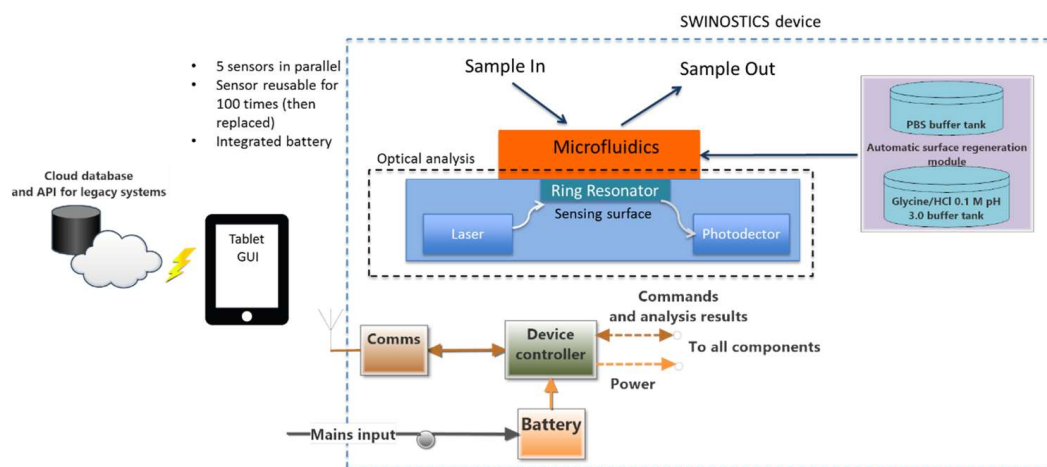 SWINOSTICS device
• 5 sensors in parallel
• Sensor reusable for
100 times (then
replaced)
• Integrated battery
Sample In
Sample Out
PBS buffer tank
Automatic surface regeneration
module
Glycine/HCl 0.1 M pH
3.0 buffer tank
Microfluidics
Optical analysis
Ring Resonator
Sensing surface
Laser
Photodector
Cloud database
and API for legacy systems
Tablet
GUI
Commands
and analysis results
Comms
Device
controller
To all components
Power
Battery
Mains input